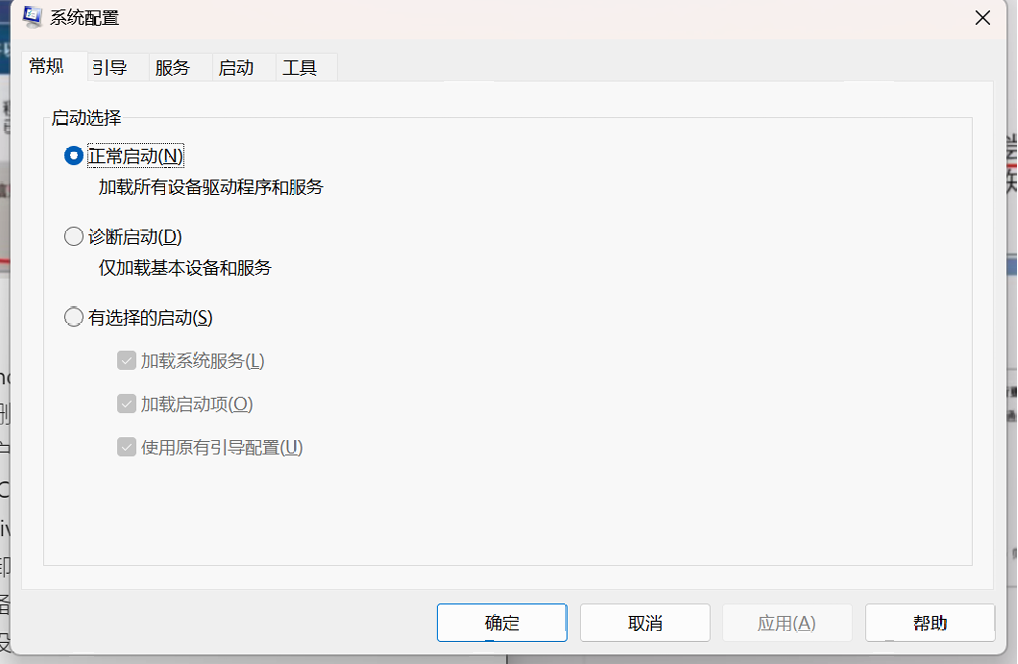 系统配置
常规 引导 服务 启动 工具
启动选择
正常启动(N)
加载所有设备驱动程序和服务
诊断启动(D)
仅加载基本设备和服务
有选择的启动(S)
加载系统服务(L)
加载启动项(O)
使用原有引导配置(U)
确定 取消 应用(A) 帮助